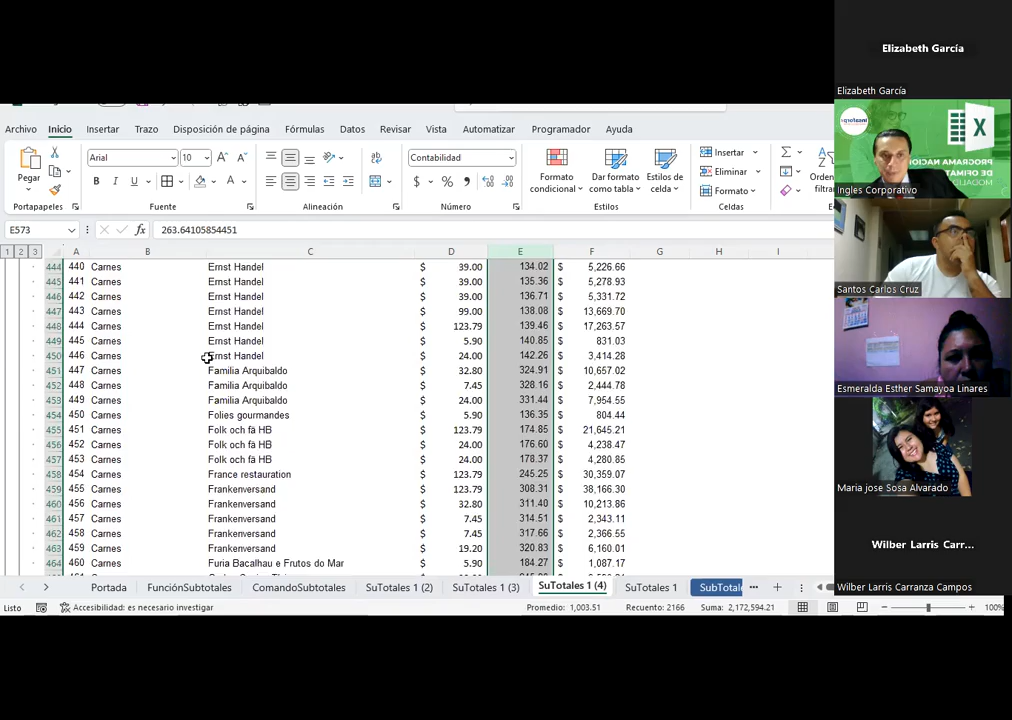 Archivo Inicio Insertar Trazo Disposición de página Fórmulas Datos Revisar Vista Automatizar Programador Ayuda
Pegar
Portapapeles
Arial 10
N K S
Fuente
Alineación
Contabilidad
$ % 000
Número
Formato condicional
Dar formato como tabla
Estilos de celda
Estilos
Insertar
Eliminar
Formato
Celdas
Orden
filtrar
E573 fx 263.64105854451
1 2 3 A B C D E F G H I
444 440 Carnes Ernst Handel $ 39.00 134.02 $ 5,226.66
445 441 Carnes Ernst Handel $ 39.00 135.36 $ 5,278.93
446 442 Carnes Ernst Handel $ 39.00 136.71 $ 5,331.72
447 443 Carnes Ernst Handel $ 99.00 138.08 $ 13,669.70
448 444 Carnes Ernst Handel $ 123.79 139.46 $ 17,263.57
449 445 Carnes Ernst Handel $ 5.90 140.85 $ 831.03
450 446 Carnes Ernst Handel $ 24.00 142.26 $ 3,414.28
451 447 Carnes Familia Arquibaldo $ 32.80 324.91 $ 10,657.02
452 448 Carnes Familia Arquibaldo $ 7.45 328.16 $ 2,444.78
453 449 Carnes Familia Arquibaldo $ 24.00 331.44 $ 7,954.55
454 450 Carnes Folies gourmandes $ 5.90 136.35 $ 804.44
455 451 Carnes Folk och fä HB $ 123.79 174.85 $ 21,645.21
456 452 Carnes Folk och fä HB $ 24.00 176.60 $ 4,238.47
457 453 Carnes Folk och fä HB $ 24.00 178.37 $ 4,280.85
458 454 Carnes France restauration $ 123.79 245.25 $ 30,359.07
459 455 Carnes Frankenversand $ 123.79 308.31 $ 38,166.30
460 456 Carnes Frankenversand $ 32.80 311.40 $ 10,213.86
461 457 Carnes Frankenversand $ 7.45 314.51 $ 2,343.11
462 458 Carnes Frankenversand $ 7.45 317.66 $ 2,366.55
463 459 Carnes Frankenversand $ 19.20 320.83 $ 6,160.01
464 460 Carnes Furia Bacalhau e Frutos do Mar $ 5.90 184.27 $ 1,087.17
Portada FunciónSubtotales ComandoSubtotales SuTotales 1 (2) SuTotales 1 (3) SuTotales 1 (4) SuTotales 1 SubTotal
Listo Accesibilidad: es necesario investigar Promedio: 1,003.51 Recuento: 2166 Suma: 2,172,594.21 100%
Elizabeth García
Elizabeth García
PROGRAMA NACIO
DE OFIMAT
MODALID
Ingles Corporativo
Santos Carlos Cruz
Esmeralda Esther Samayoa Linares
Maria jose Sosa Alvarado
Wilber Larris Carr...
Wilber Larris Carranza Campos